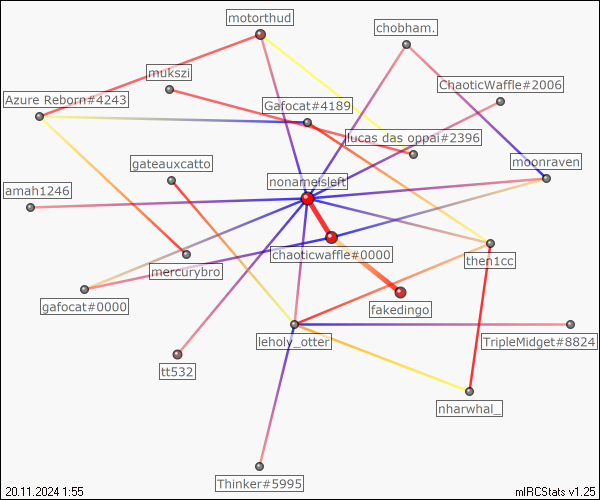 motorthud
chobham.
mukszi
ChaoticWaffle#2006
Azure Reborn#4243
Gafocat#4189
lucas das oppai#2396
gateauxcatto
moonraven
nonameisleft
amah1246
chaoticwaffle#0000
then1cc
mercurybro
gafocat#0000
fakedingo
leholy_otter
TripleMidget#8824
tt532
nharwhal_
Thinker#5995
20.11.2024 1:55
mIRCStats v1.25